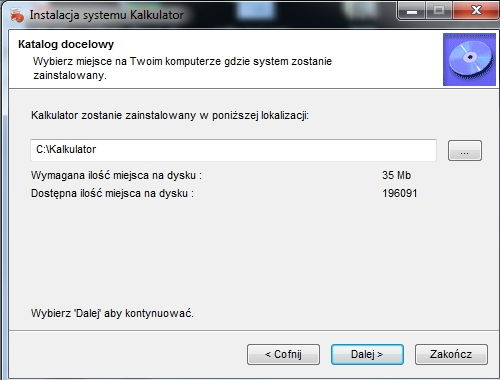 Instalacja systemu Kalkulator
Katalog docelowy
Wybierz miejsce na Twoim komputerze gdzie system zostanie
zainstalowany.
Kalkulator zostanie zainstalowany w poniższej lokalizacji:
C:\Kalkulator
...
Wymagana ilość miejsca na dysku : 35 Mb
Dostępna ilość miejsca na dysku : 196091
Wybierz 'Dalej' aby kontynuować.
< Cofnij Dalej > Zakończ